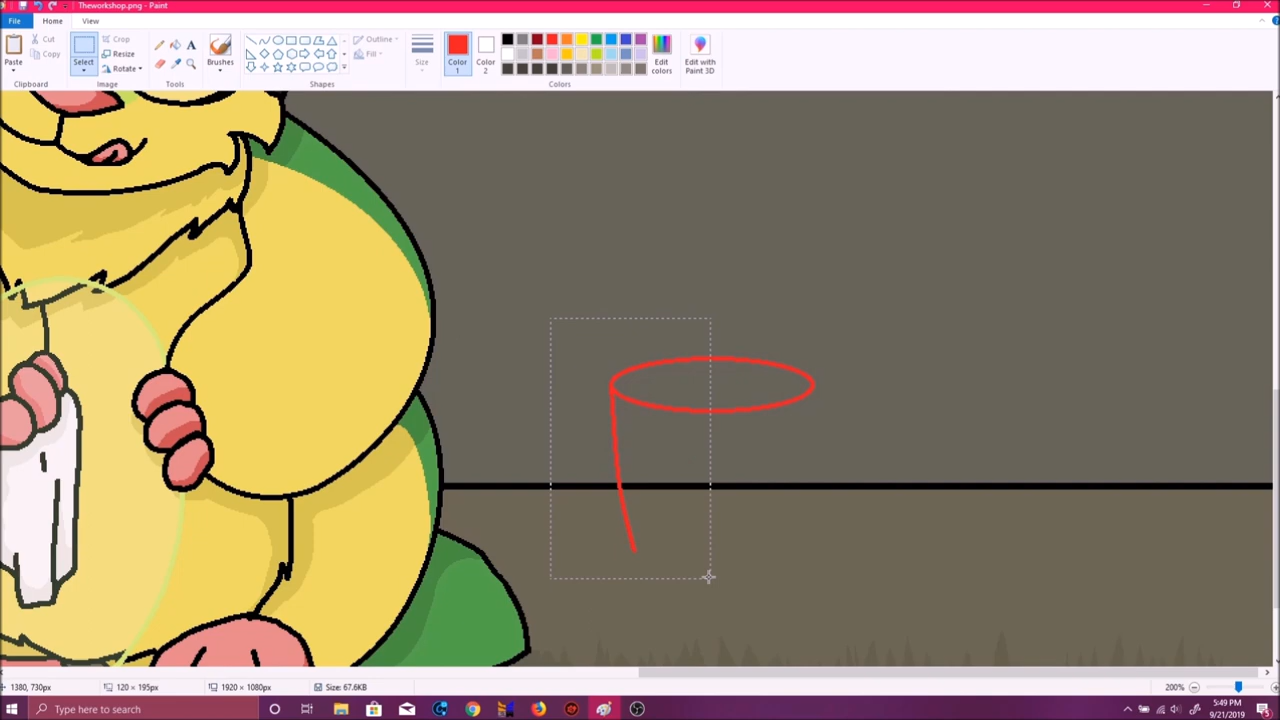 Theworkshop.png - Paint
File Home View
Paste
Cut
Copy
Clipboard
Select
Crop
Resize
Rotate
Image
A
Tools
Brushes
Outline
Fill
Shapes
Size
Color 1
Color 2
Edit colors
Edit with Paint 3D
Colors
1380, 730px
120 × 195px
1920 × 1080px
Size: 67.6KB
200%
Type here to search
5:49 PM
9/21/2019